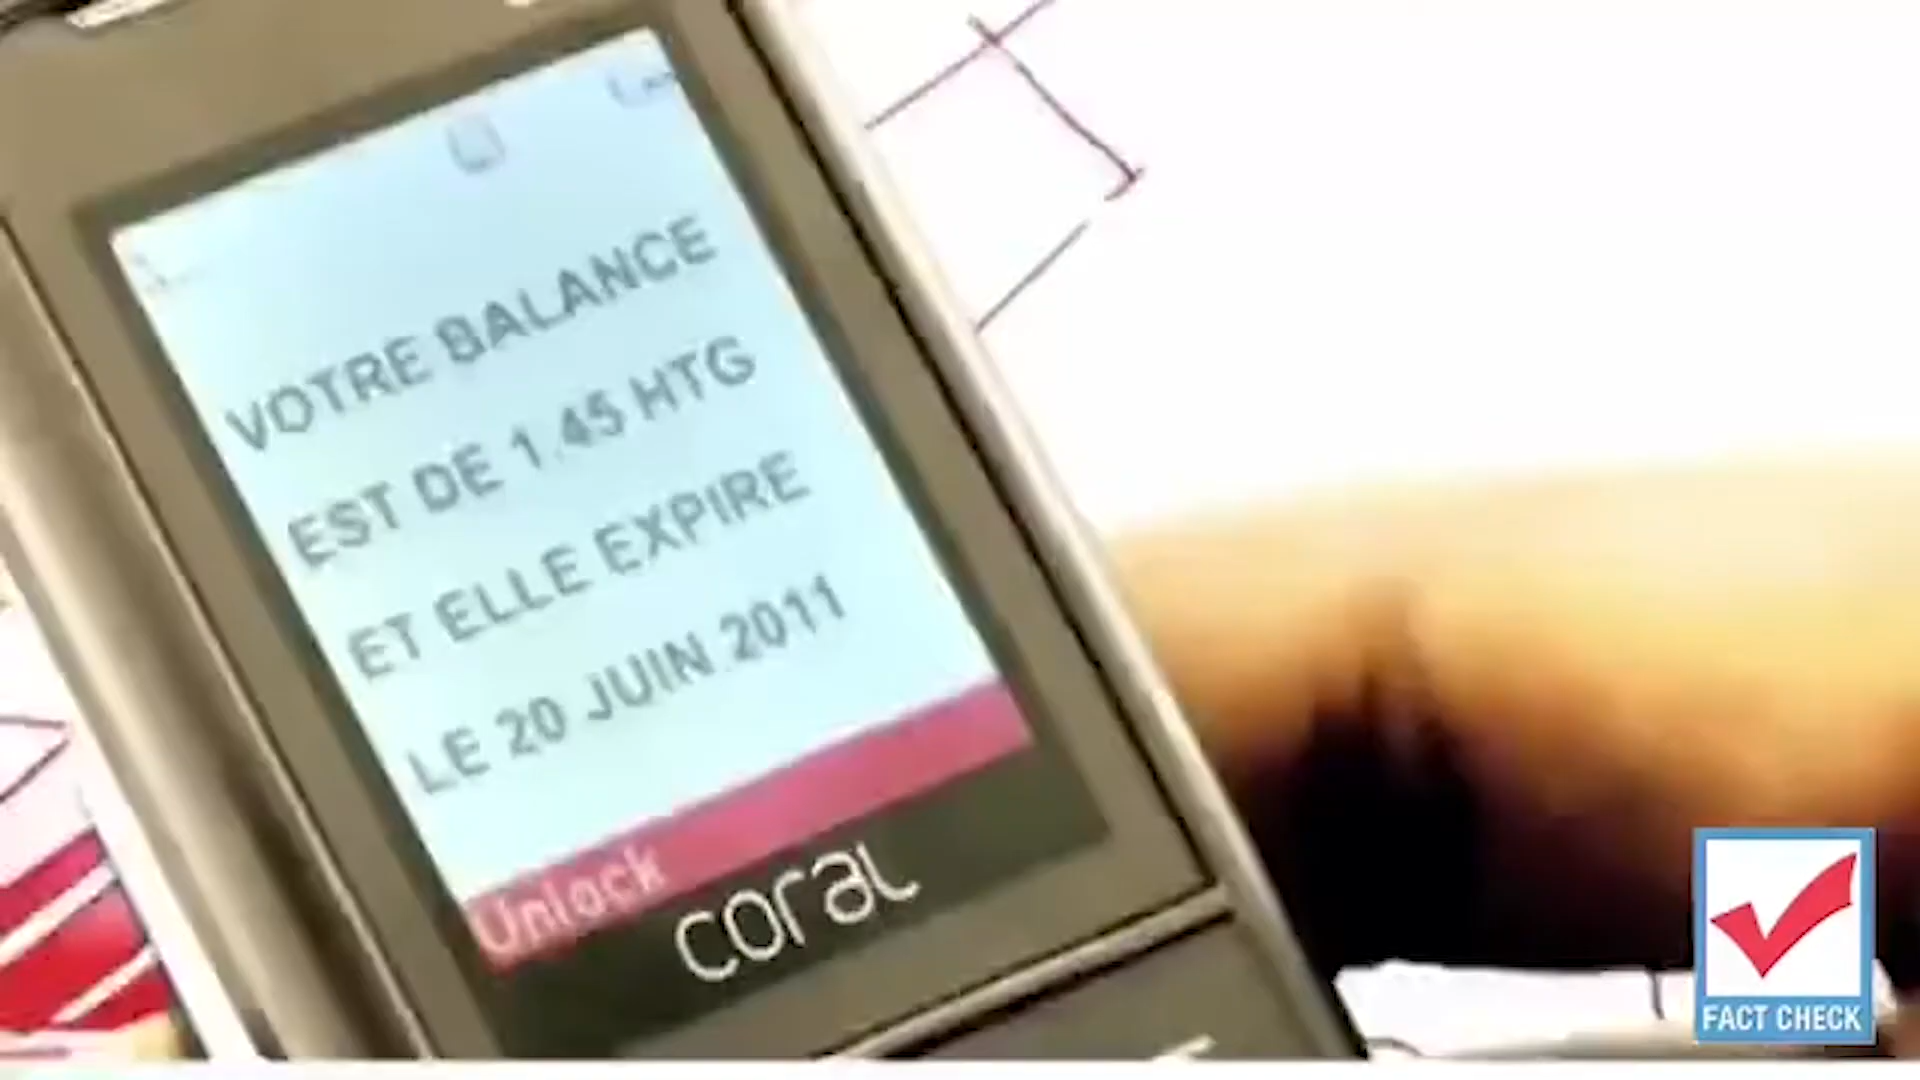 VOTRE BALANCE
EST DE 1.45 HTG
ET ELLE EXPIRE
LE 20 JUIN 2011
Unlock
coral
FACT CHECK